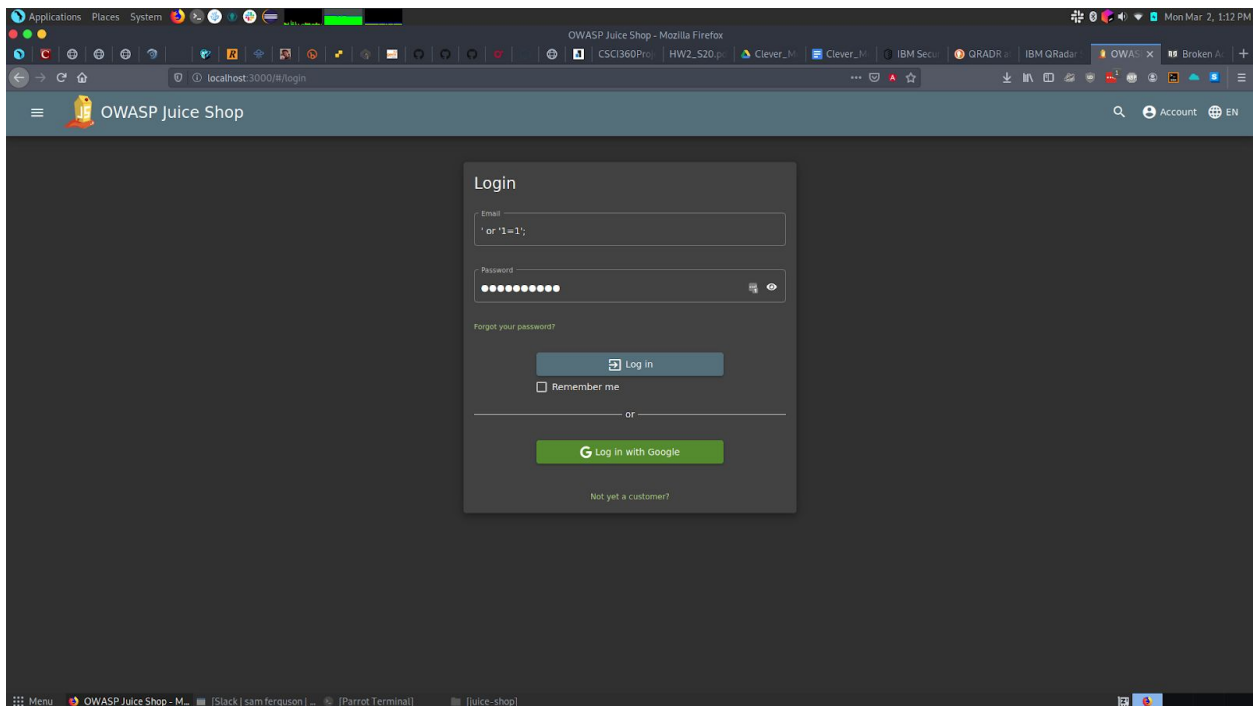 Applications Places System Mon Mar 2, 1:12 PM
OWASP Juice Shop - Mozilla Firefox
CSCI360Proj HW2_S20.p Clever_M Clever_M IBM Secu QRADR a IBM QRadar OWAS Broken A
localhost:3000/#/login
OWASP Juice Shop Account EN
Login
Email
' or '1=1';
Password
Forgot your password?
Log in
Remember me
or
G Log in with Google
Not yet a customer?
Menu OWASP Juice Shop - M... [Slack | sam ferguson | ... [Parrot Terminal] [juice-shop]